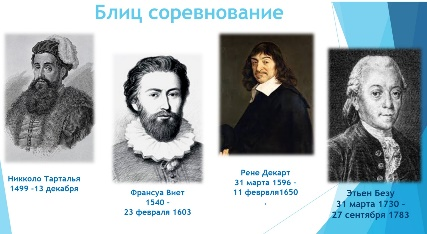 Блиц соревнование
Никколо Тарталья
1499 -13 декабря
Франсуа Виет
1540 –
23 февраля 1603
Рене Декарт
31 марта 1596 -
11 феврвля1650
.
Этьен Безу
31 марта 1730 –
27 сентября 1783